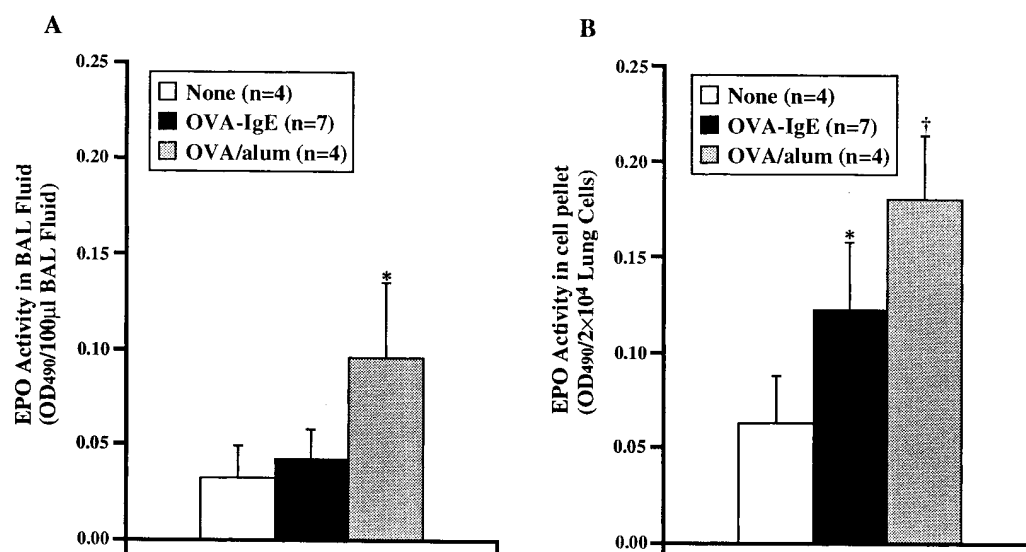 A
EPO Activity in BAL Fluid
(OD490/100µl BAL Fluid)
0.25
0.20
0.15
0.10
0.05
0.00
None (n=4)
OVA-IgE (n=7)
OVA/alum (n=4)
*
B
EPO Activity in cell pellet
(OD490/2×10⁴ Lung Cells)
0.25
0.20
0.15
0.10
0.05
0.00
None (n=4)
OVA-IgE (n=7)
OVA/alum (n=4)
*
†